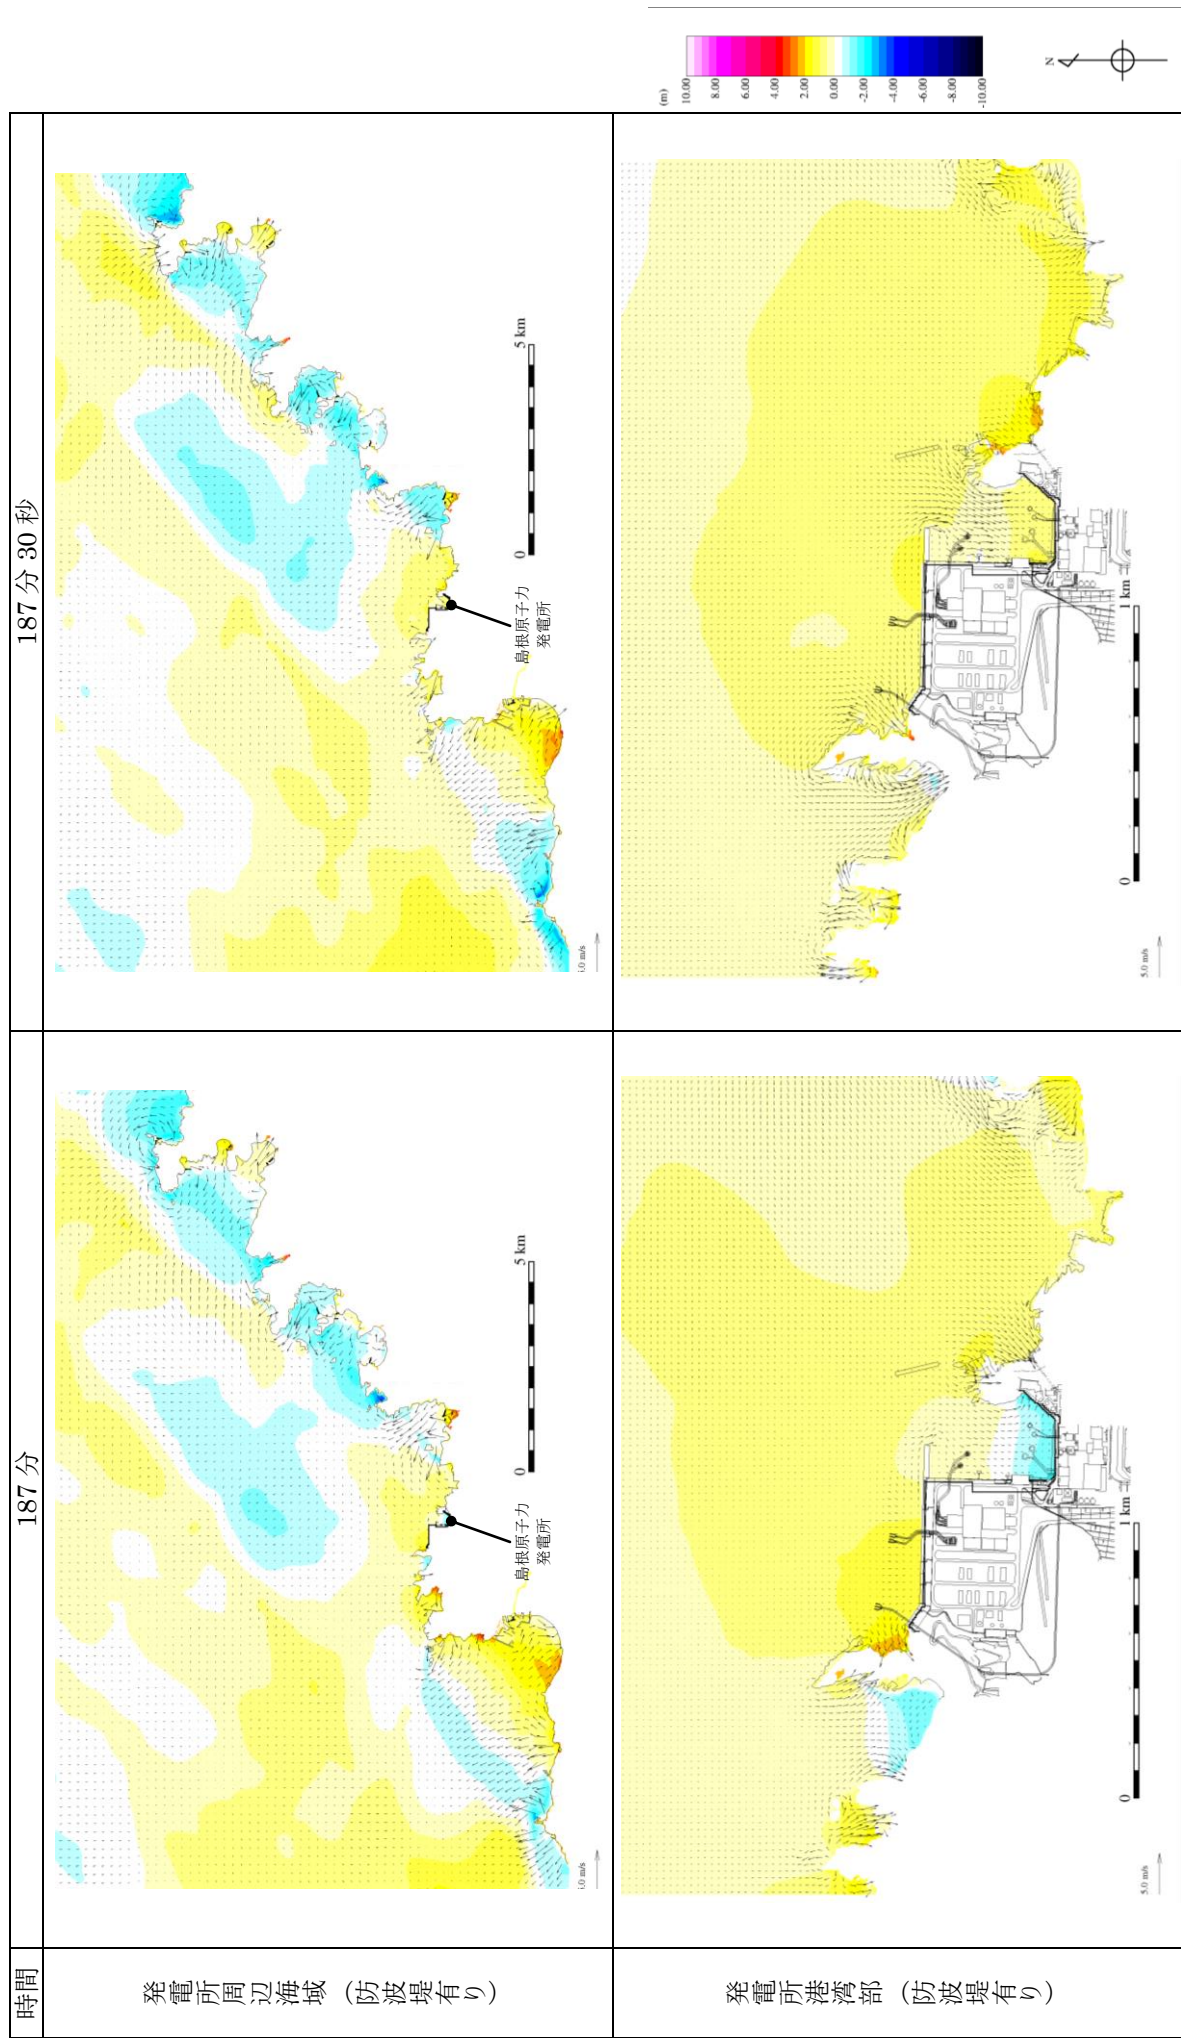 時間
187分
187分30秒
発電所周辺海域（防波堤有り）
島根原子力
発電所
0
5 km
5.0 m/s
島根原子力
発電所
0
5 km
5.0 m/s
発電所港湾部（防波堤有り）
0
1 km
5.0 m/s
0
1 km
5.0 m/s
(m)
10.00
8.00
6.00
4.00
2.00
0.00
-2.00
-4.00
-6.00
-8.00
-10.00
N